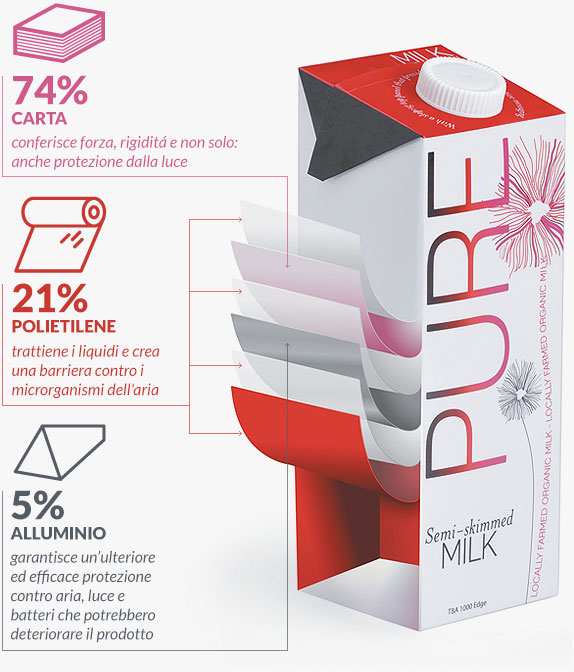 74%
CARTA
conferisce forza, rigiditá e non solo:
anche protezione dalla luce
21%
POLIETILENE
trattiene i liquidi e crea
una barriera contro i
microrganismi dell'aria
5%
ALLUMINIO
garantisce un'ulteriore
ed efficace protezione
contro aria, luce e
batteri che potrebbero
deteriorare il prodotto
MILK
PURE
LOCALLY FARMED ORGANIC MILK - LOCALLY FARMED ORGANIC MILK
Semi-skimmed
MILK
TBA 1000 Edge